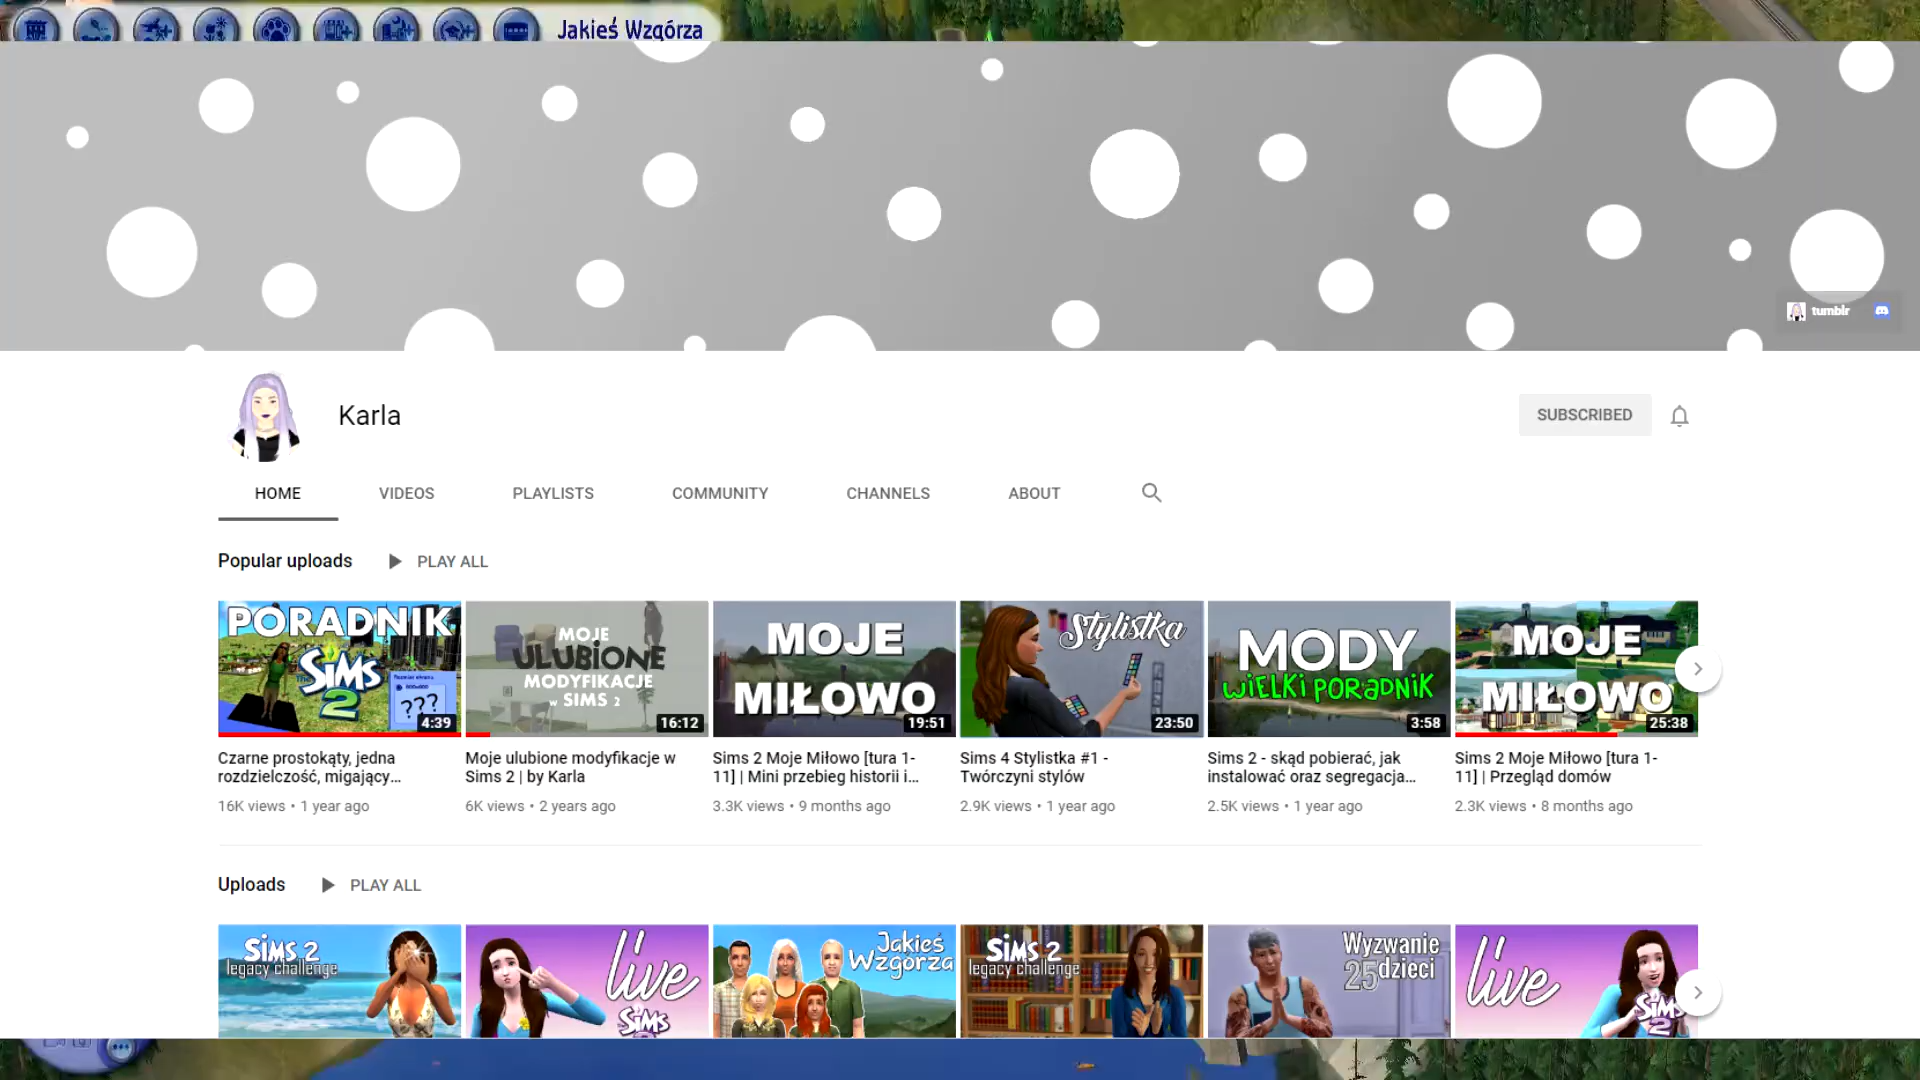 Jakieś Wzgórza
tumblr
Karla
SUBSCRIBED
HOME
VIDEOS
PLAYLISTS
COMMUNITY
CHANNELS
ABOUT
Popular uploads
PLAY ALL
PORADNIK
The SIMS
2
Rozmiar ekranu
800x600
???
4:39
MOJE
ULUBIONE
MODYFIKACJE
w SIMS 2
16:12
MOJE
MIŁOWO
19:51
Stylistka
23:50
MODY
WIELKI PORADNIK
3:58
MOJE
MIŁOWO
25:38
Czarne prostokąty, jedna
rozdzielczość, migający...
16K views • 1 year ago
Moje ulubione modyfikacje w
Sims 2 | by Karla
6K views • 2 years ago
Sims 2 Moje Miłowo [tura 1-
11] | Mini przebieg historii i...
3.3K views • 9 months ago
Sims 4 Stylistka #1 -
Twórczyni stylów
2.9K views • 1 year ago
Sims 2 - skąd pobierać, jak
instalować oraz segregacja...
2.5K views • 1 year ago
Sims 2 Moje Miłowo [tura 1-
11] | Przegląd domów
2.3K views • 8 months ago
Uploads
PLAY ALL
SIMS 2
legacy challenge
live
SIMS
2
Jakieś
Wzgórza
SIMS 2
legacy challenge
Wyzwanie
25 dzieci
live
SIMS
2